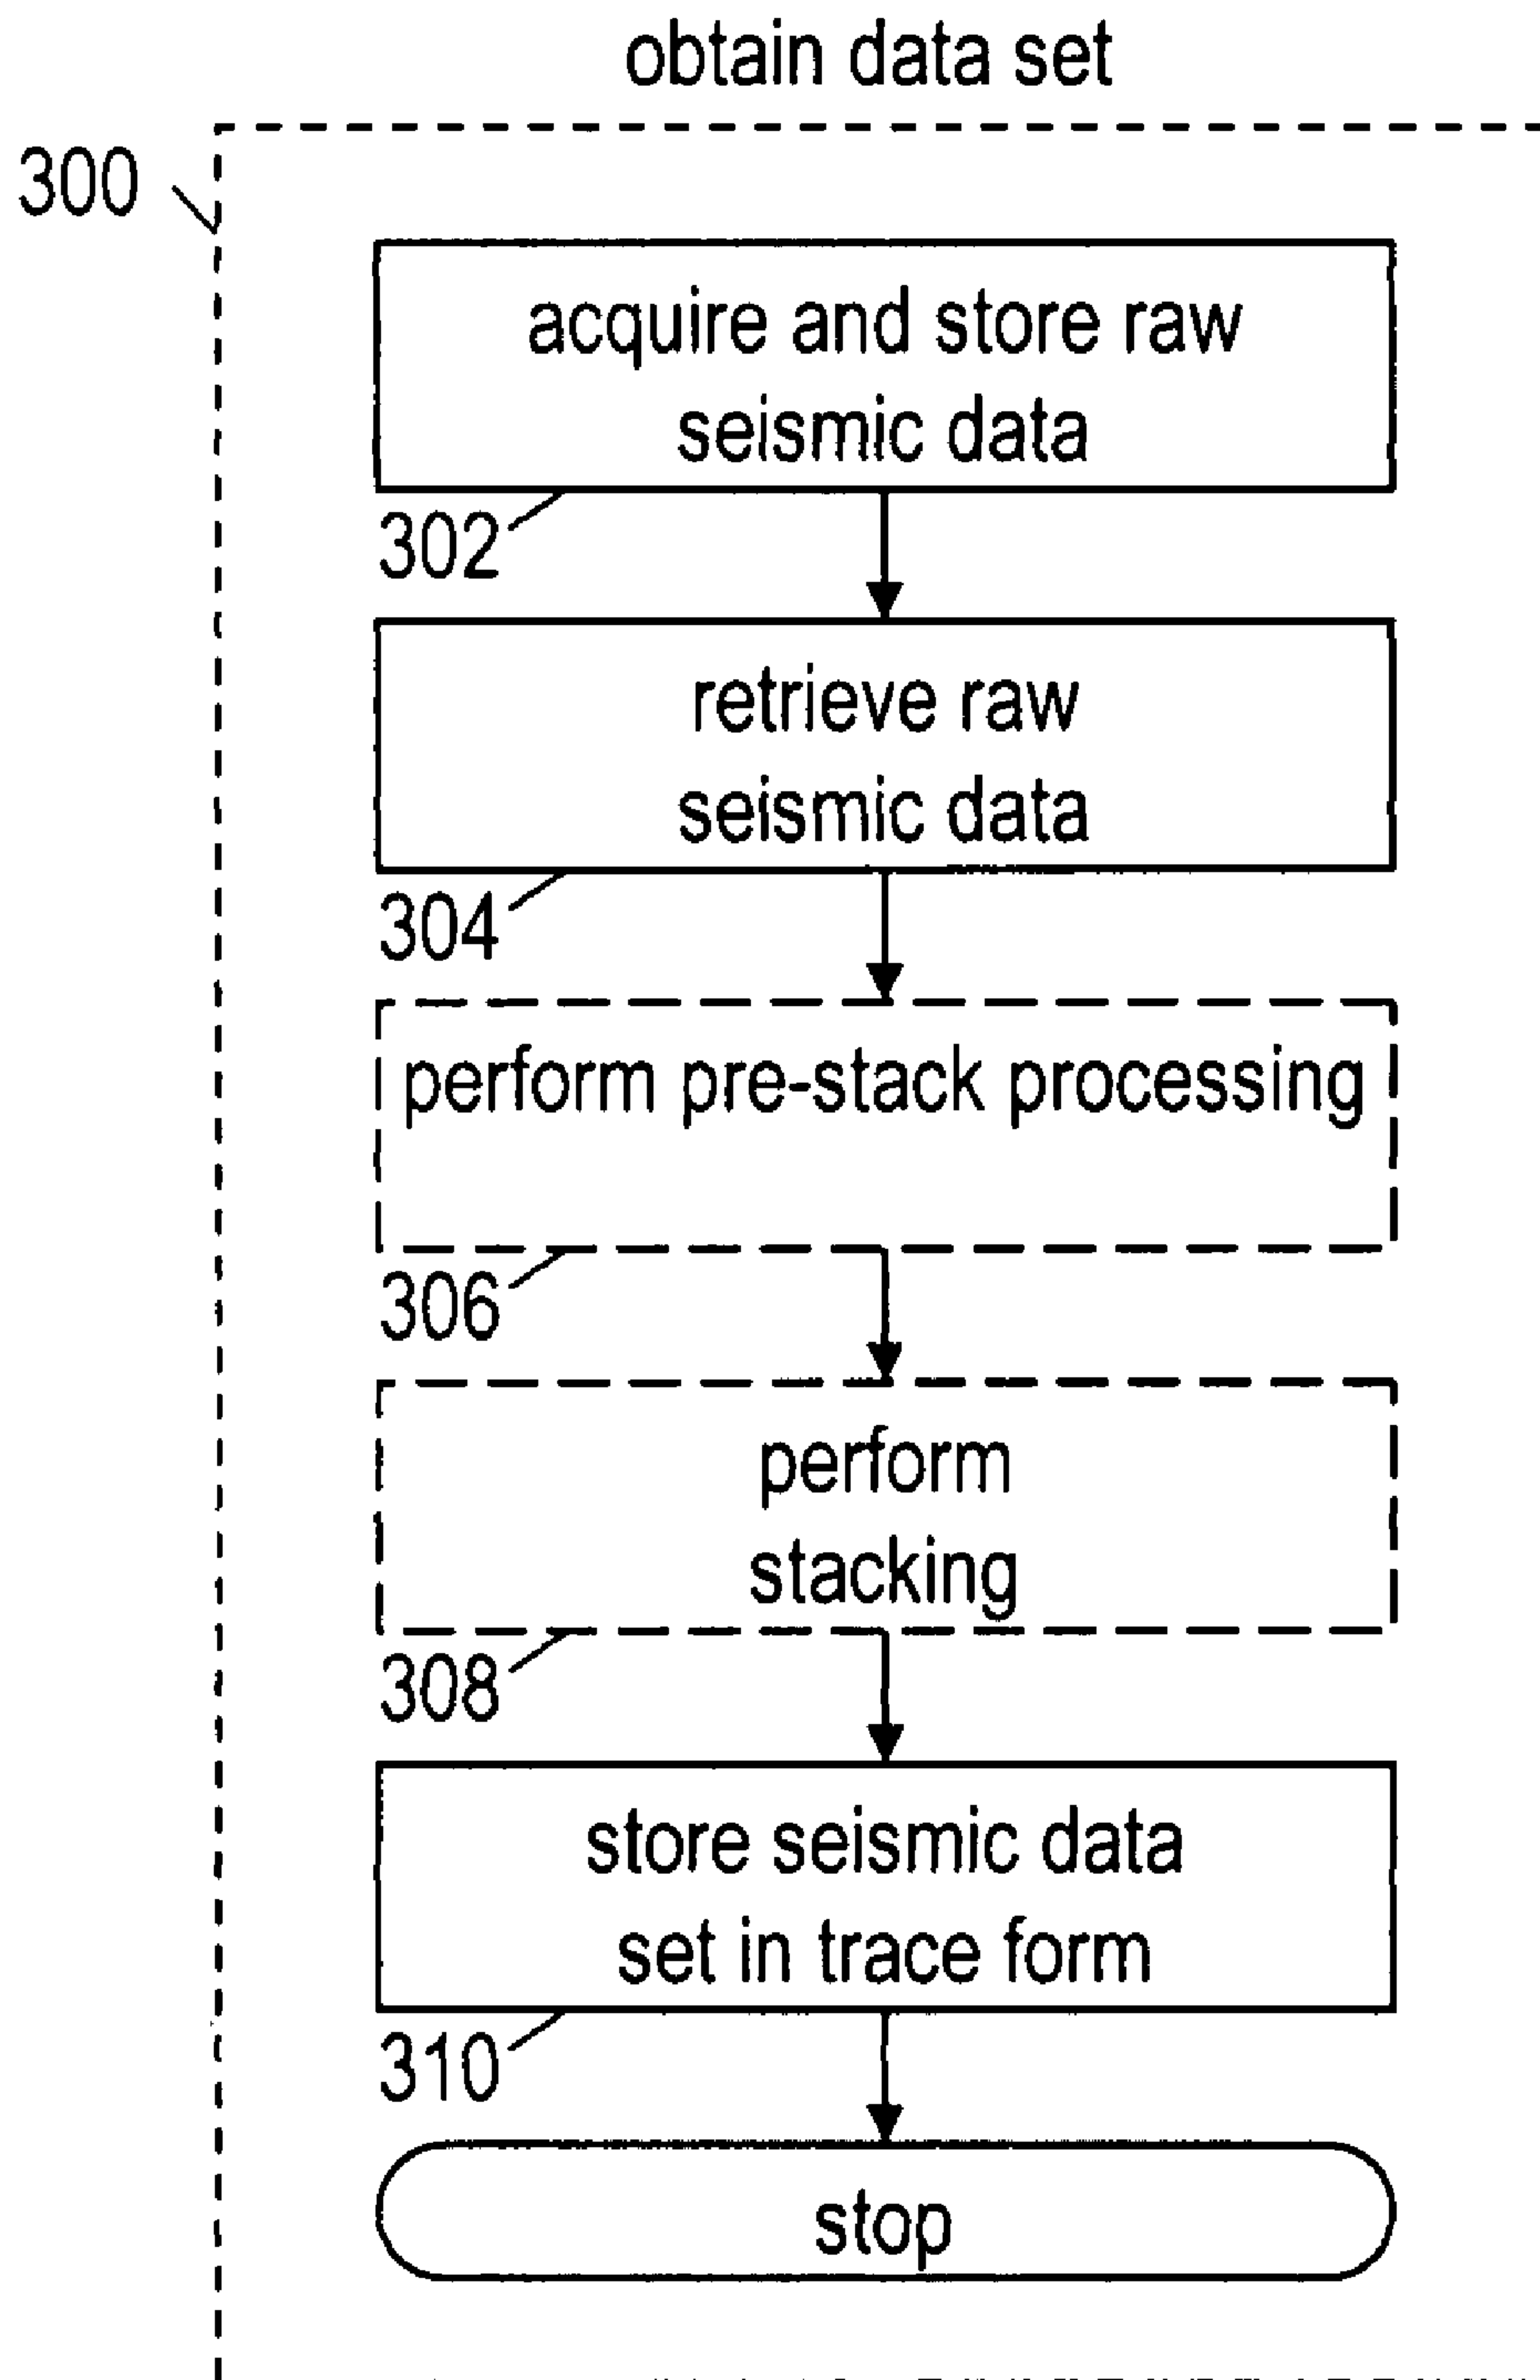 obtain data set
300
acquire and store raw
seismic data
302
retrieve raw
seismic data
304
perform pre-stack processing
306
perform
stacking
308
store seismic data
set in trace form
310
stop